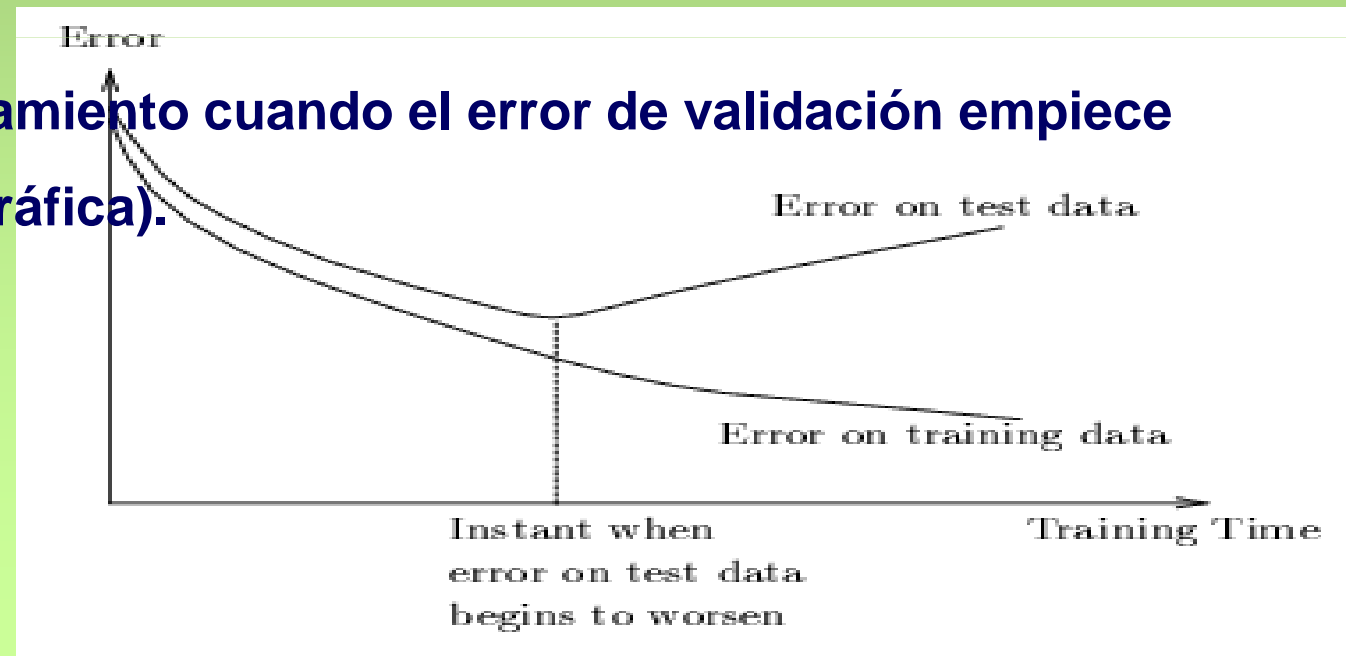 Error
amiento cuando el error de validación empiece
ráfica).
Error on test data
Error on training data
Instant when
error on test data
begins to worsen
Training Time